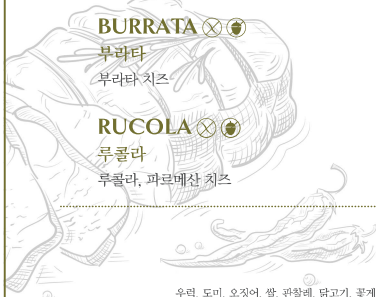 BURRATA
부라타
부라타 치즈
RUCOLA
루콜라
루콜라, 파르메산 치즈
우럭, 도미, 오징어, 쌀, 관찰레, 닭고기, 꽃게